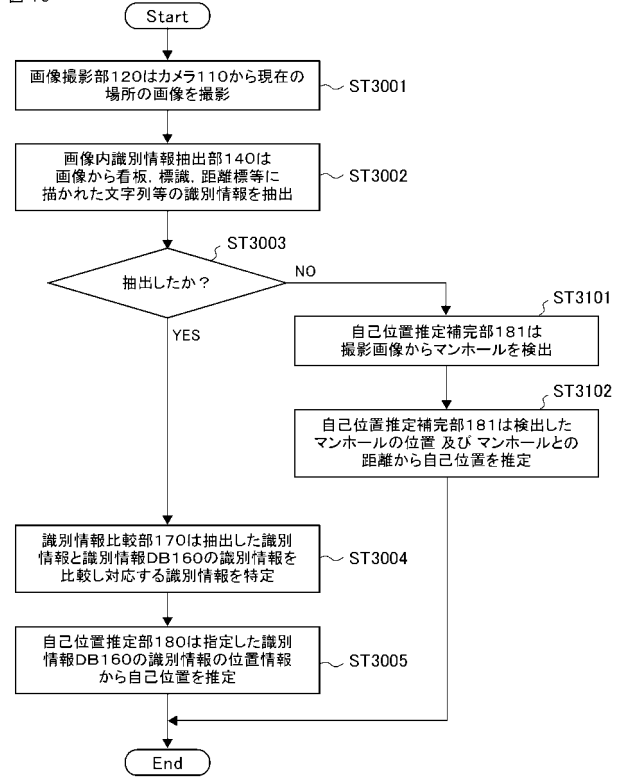 Start
画像撮影部120はカメラ110から現在の
場所の画像を撮影
ST3001
画像内識別情報抽出部140は
画像から看板，標識，距離標等に
描かれた文字列等の識別情報を抽出
ST3002
ST3003
抽出したか？
NO
YES
ST3101
自己位置推定補完部181は
撮影画像からマンホールを検出
ST3102
自己位置推定補完部181は検出した
マンホールの位置 及び マンホールとの
距離から自己位置を推定
識別情報比較部170は抽出した識別
情報と識別情報DB160の識別情報を
比較し対応する識別情報を特定
ST3004
自己位置推定部180は指定した識別
情報DB160の識別情報の位置情報
から自己位置を推定
ST3005
End